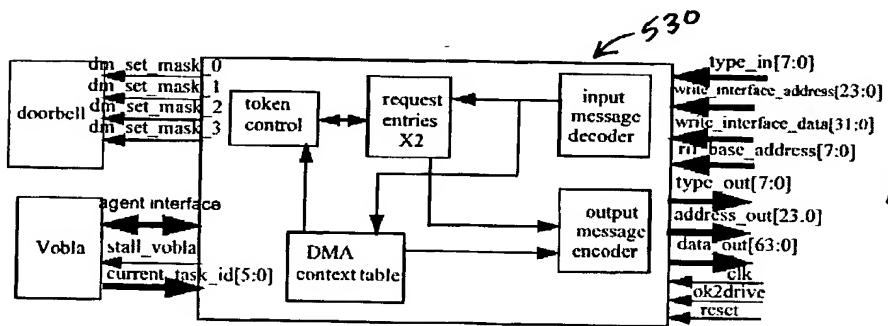 530
dm_set_mask_0
dm_set_mask_1
dm_set_mask_2
dm_set_mask_3
doorbell
token
control
request
entries
X2
input
message
decoder
type_in[7:0]
write_interface_address[23:0]
write_interface_data[31:0]
rif_base_address[7:0]
type_out[7:0]
address_out[23:0]
data_out[63:0]
clk
ok2drive
reset
agent interface
Vobla
stall_vobla
current_task_id[5:0]
DMA
context table
output
message
encoder